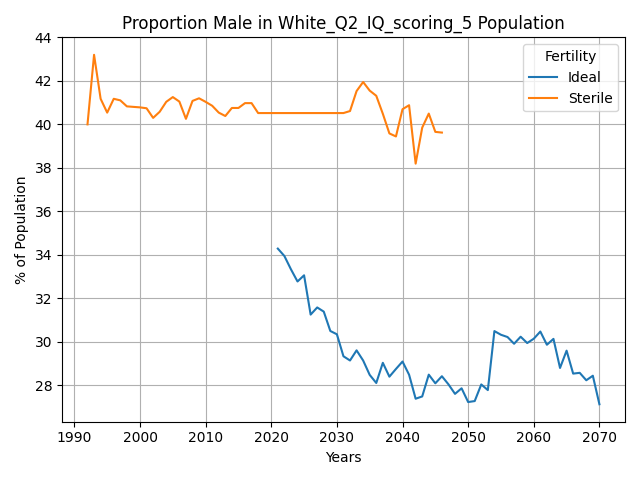 Proportion Male in White_Q2_IQ_scoring_5 Population
44
42
40
38
36
34
32
30
28
% of Population
Fertility
Ideal
Sterile
1990 2000 2010 2020 2030 2040 2050 2060 2070
Years